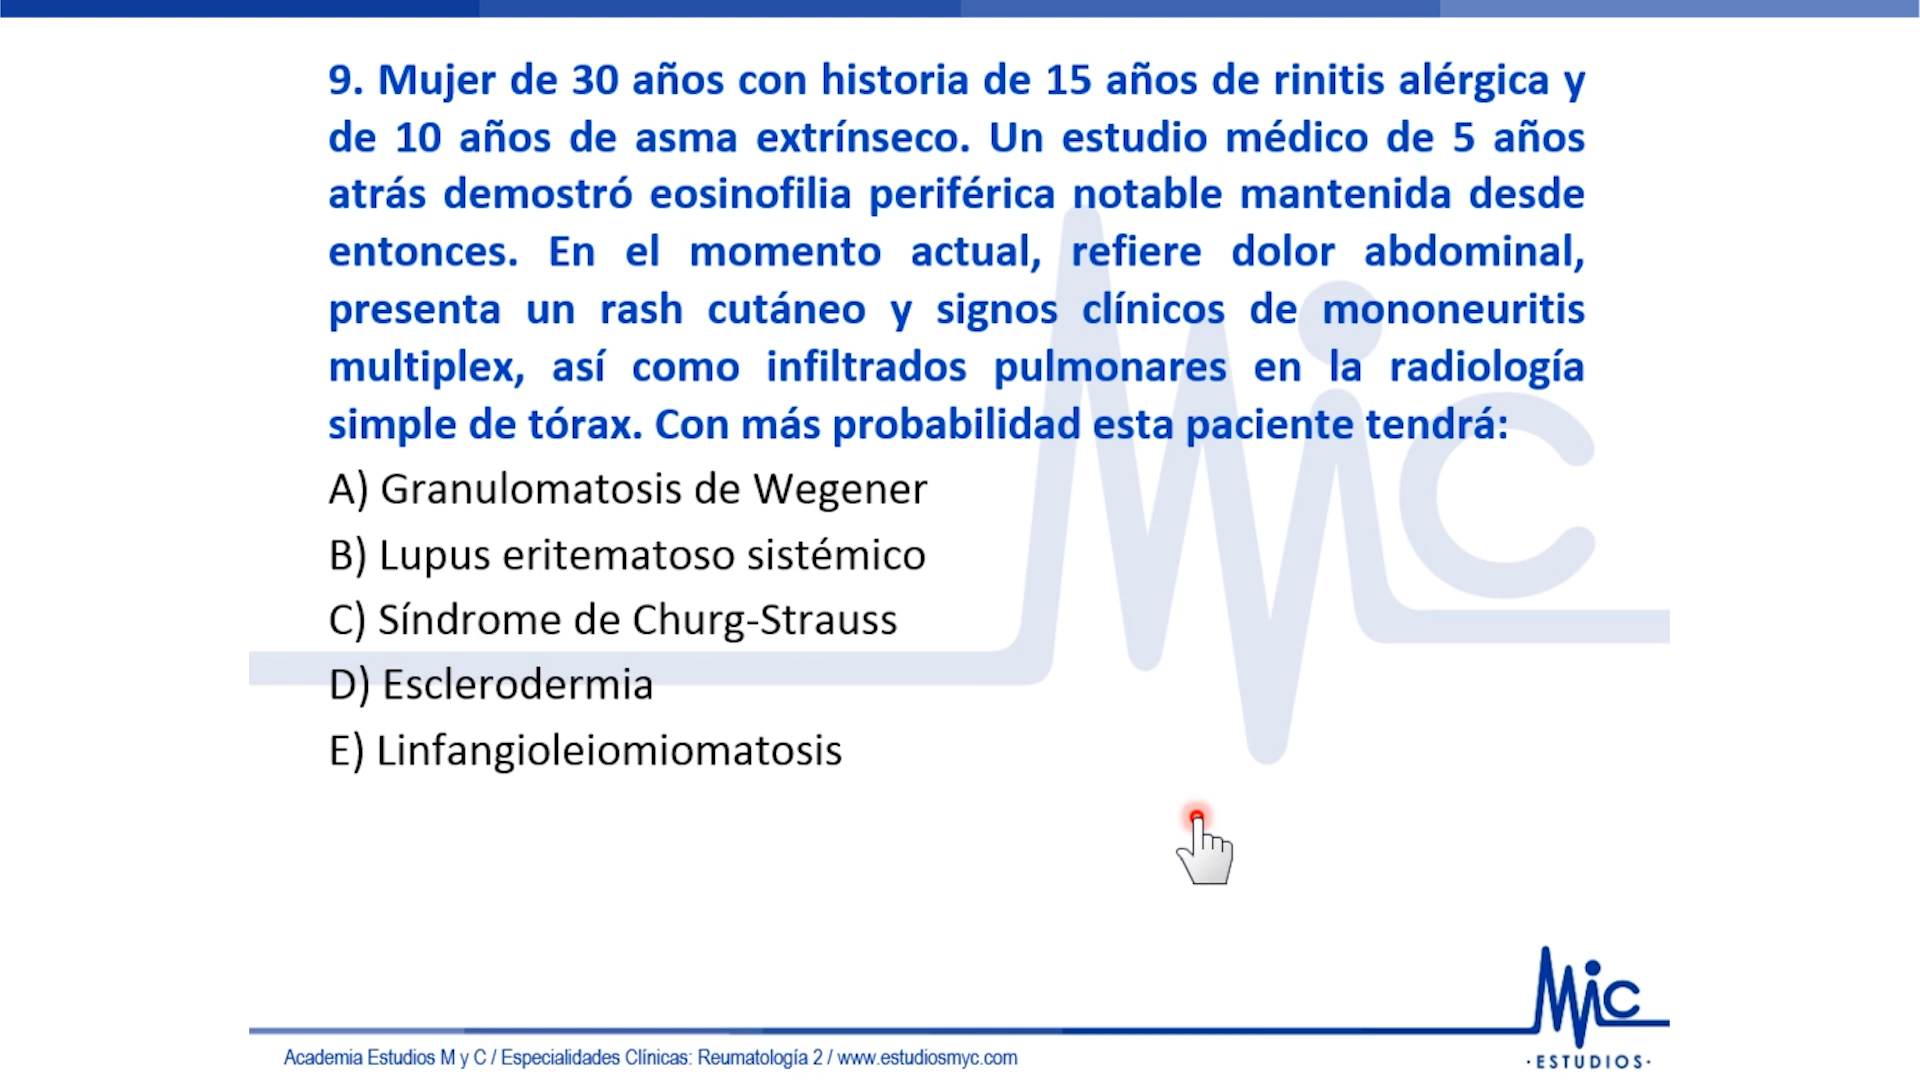 9. Mujer de 30 años con historia de 15 años de rinitis alérgica y
de 10 años de asma extrínseco. Un estudio médico de 5 años
atrás demostró eosinofilia periférica notable mantenida desde
entonces. En el momento actual, refiere dolor abdominal,
presenta un rash cutáneo y signos clínicos de mononeuritis
multiplex, así como infiltrados pulmonares en la radiología
simple de tórax. Con más probabilidad esta paciente tendrá:
A) Granulomatosis de Wegener
B) Lupus eritematoso sistémico
C) Síndrome de Churg-Strauss
D) Esclerodermia
E) Linfangioleiomiomatosis
MiC
MiC
Academia Estudios M y C / Especialidades Clínicas: Reumatología 2 / www.estudiosmyc.com
·ESTUDIOS·